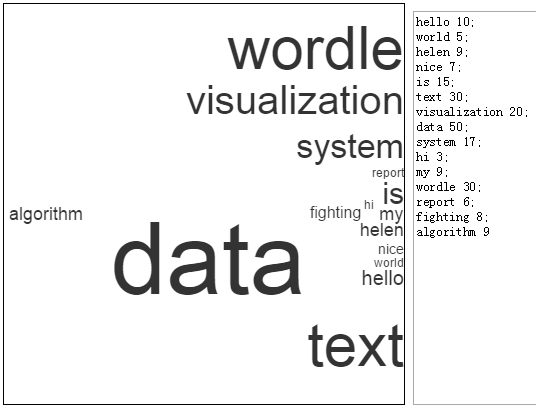 wordle
visualization
system
report
is
hi
algorithm
fighting my
helen
data
nice
world
hello
text
hello 10;
world 5;
helen 9;
nice 7;
is 15;
text 30;
visualization 20;
data 50;
system 17;
hi 3;
my 9;
wordle 30;
report 6;
fighting 8;
algorithm 9